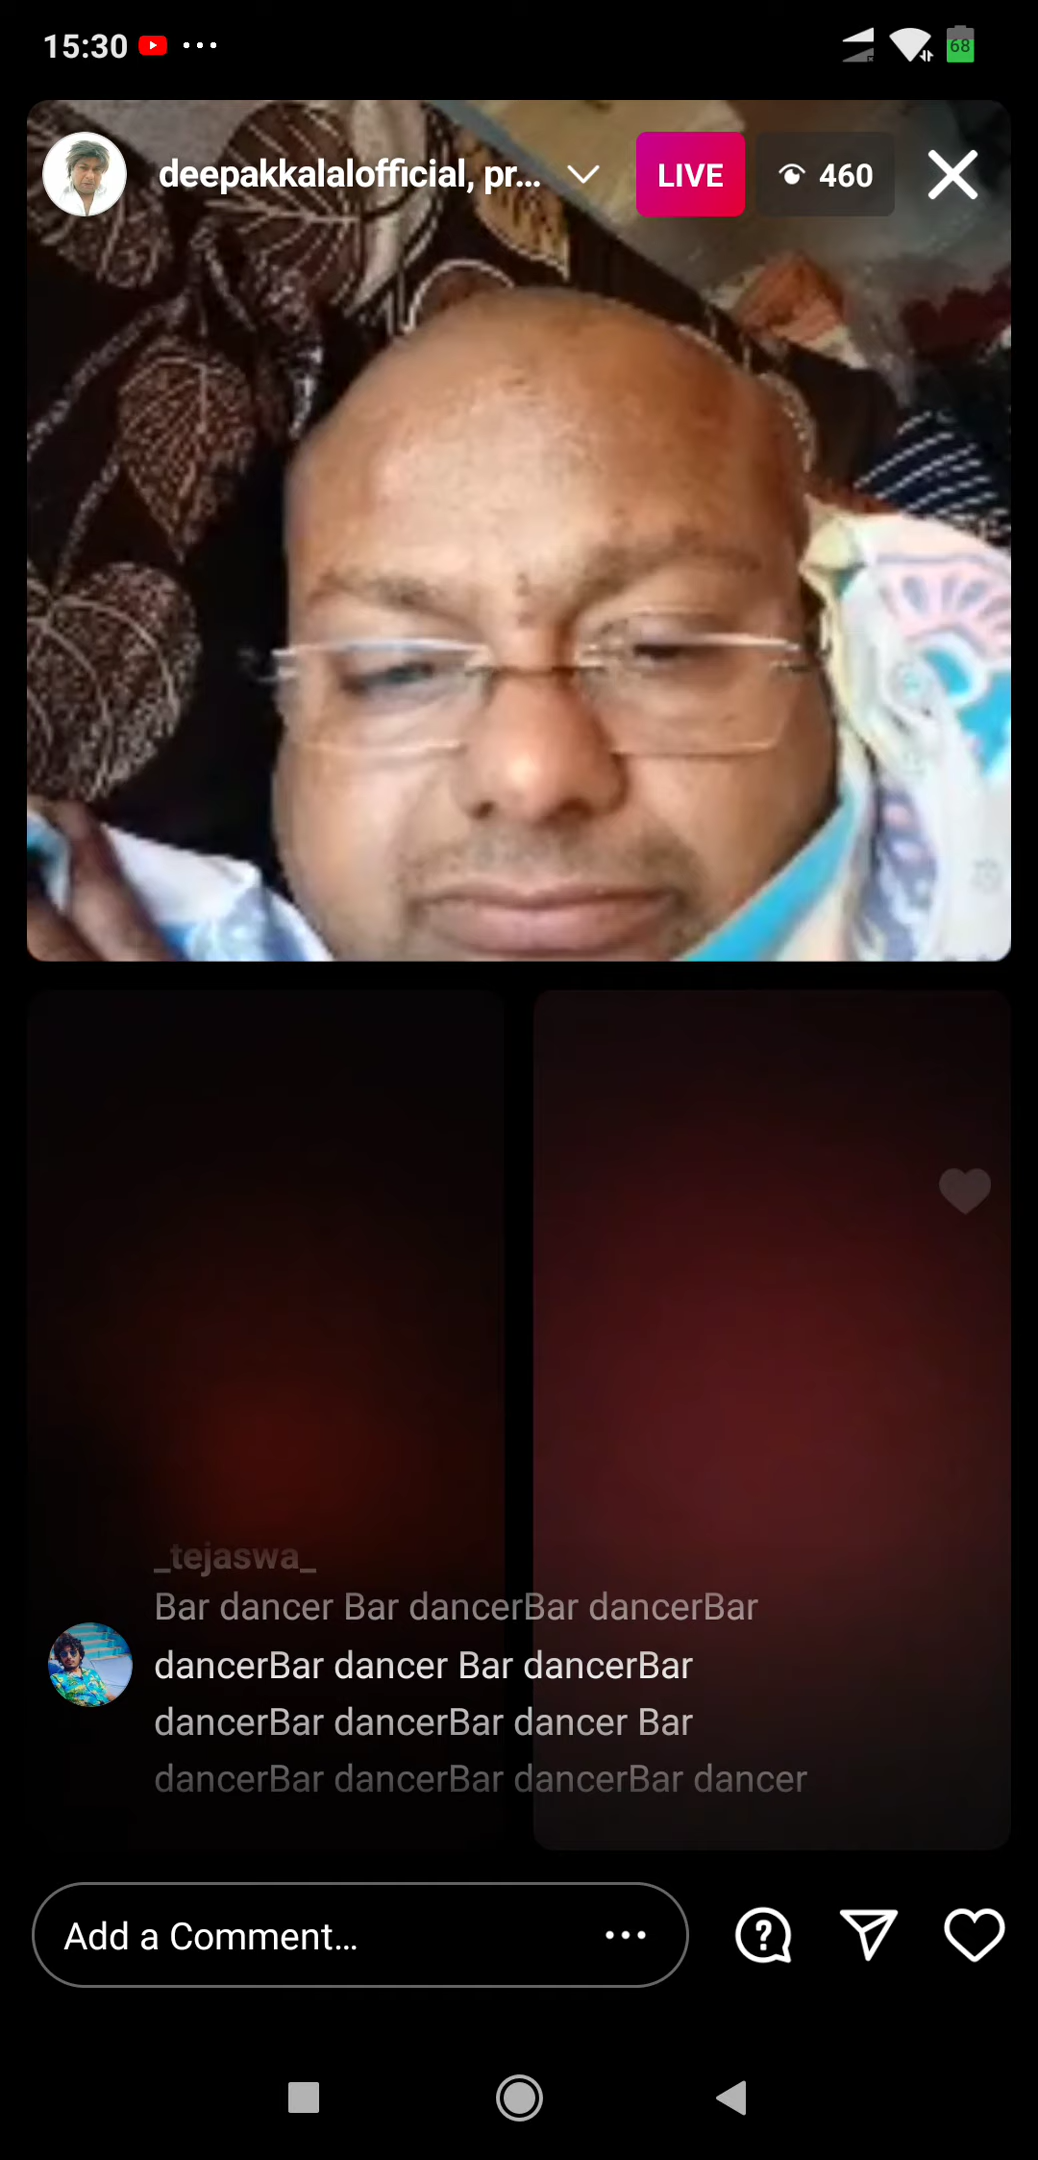 15:30
68
deepakkalalofficial, pr...
LIVE
460
_tejaswa_
Bar dancer Bar dancerBar dancerBar
dancerBar dancer Bar dancerBar
dancerBar dancerBar dancer Bar
dancerBar dancerBar dancerBar dancer
Add a Comment...